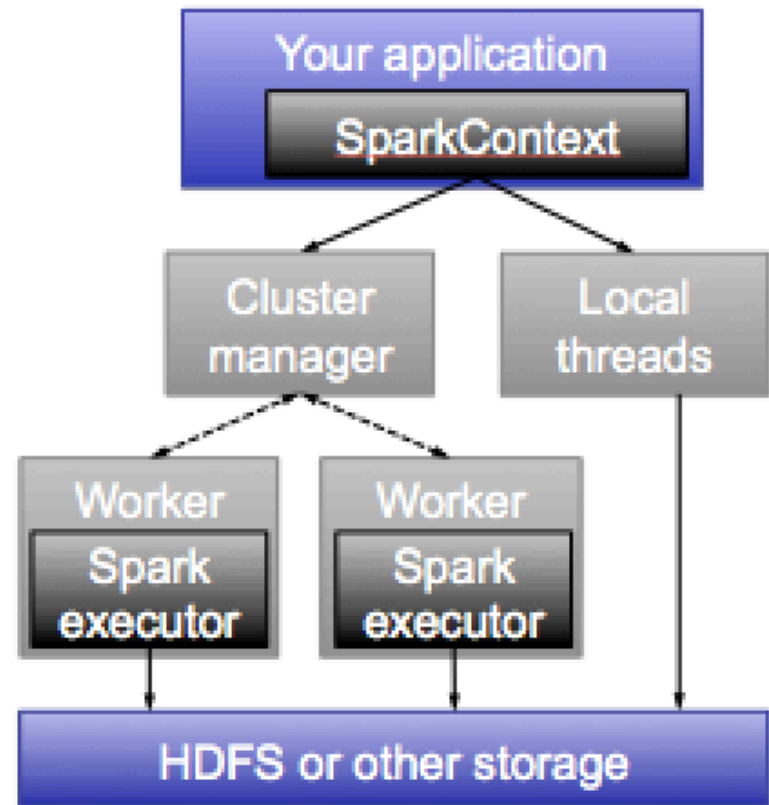 Your application
SparkContext
Cluster
manager
Local
threads
Worker
Spark
executor
Worker
Spark
executor
HDFS or other storage